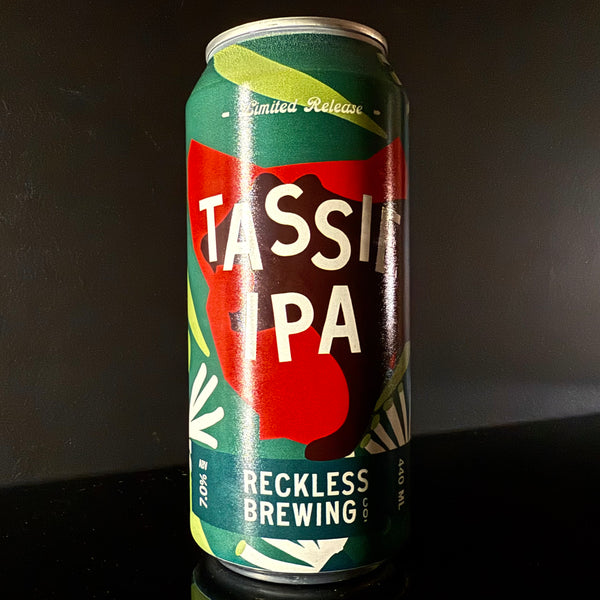 - Limited Release -
TASSIE
IPA
7.0%
RECKLESS
BREWING CO.
440 ML